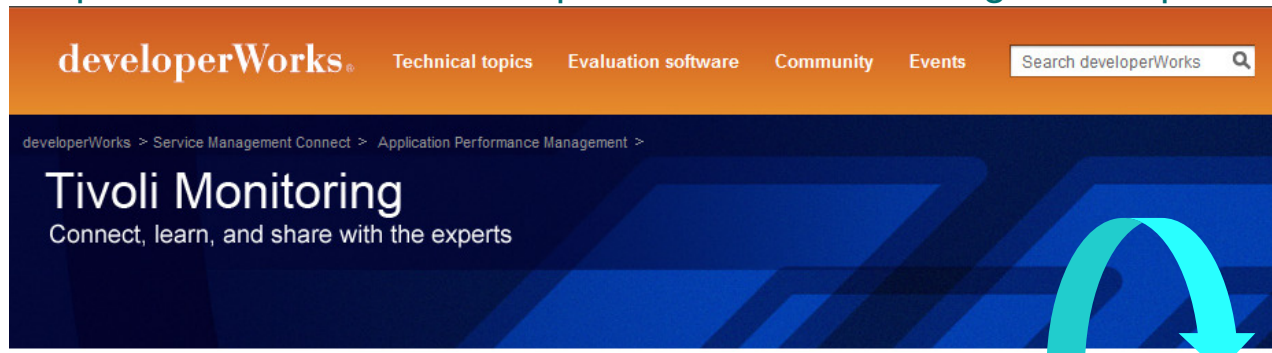 developerWorks® Technical topics Evaluation software Community Events Search developerWorks
developerWorks > Service Management Connect > Application Performance Management >
Tivoli Monitoring
Connect, learn, and share with the experts